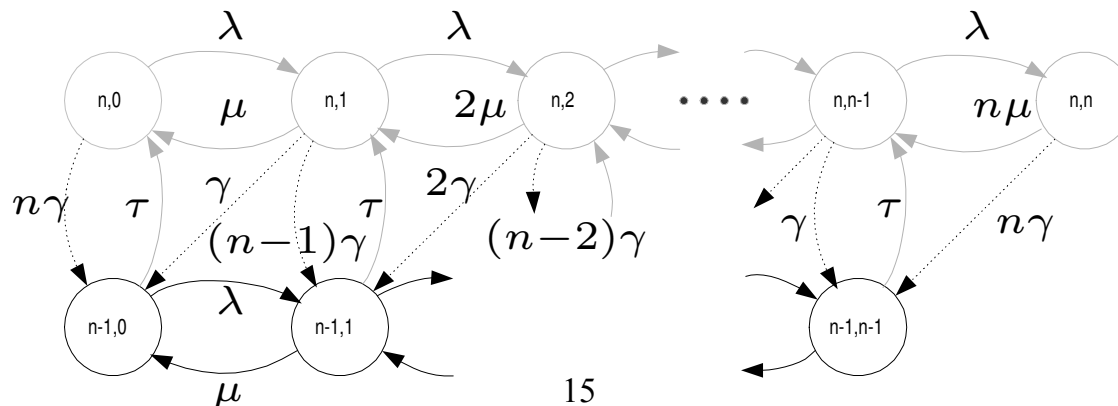 λ λ λ
n,0 n,1 n,2 n,n-1 n,n
μ 2μ nμ
nγ τ γ (n−1)γ τ 2γ (n−2)γ γ τ nγ
λ
n-1,0 n-1,1 n-1,n-1
μ
15